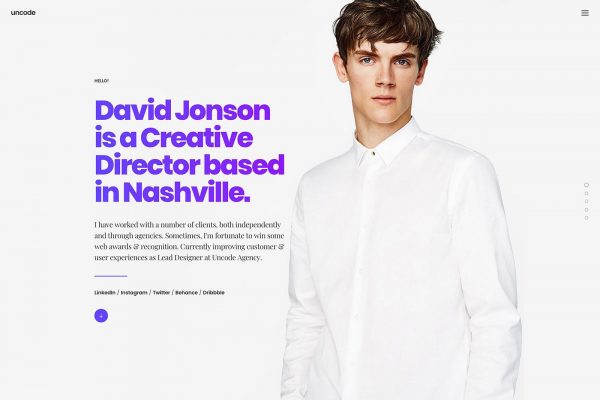 uncode
HELLO!
David Jonson
is a Creative
Director based
in Nashville.
I have worked with a number of clients, both independently
and through agencies. Sometimes, I'm fortunate to win some
web awards & recognition. Currently improving customer &
user experiences as Lead Designer at Uncode Agency.
LinkedIn / Instagram / Twitter / Behance / Dribbble
+